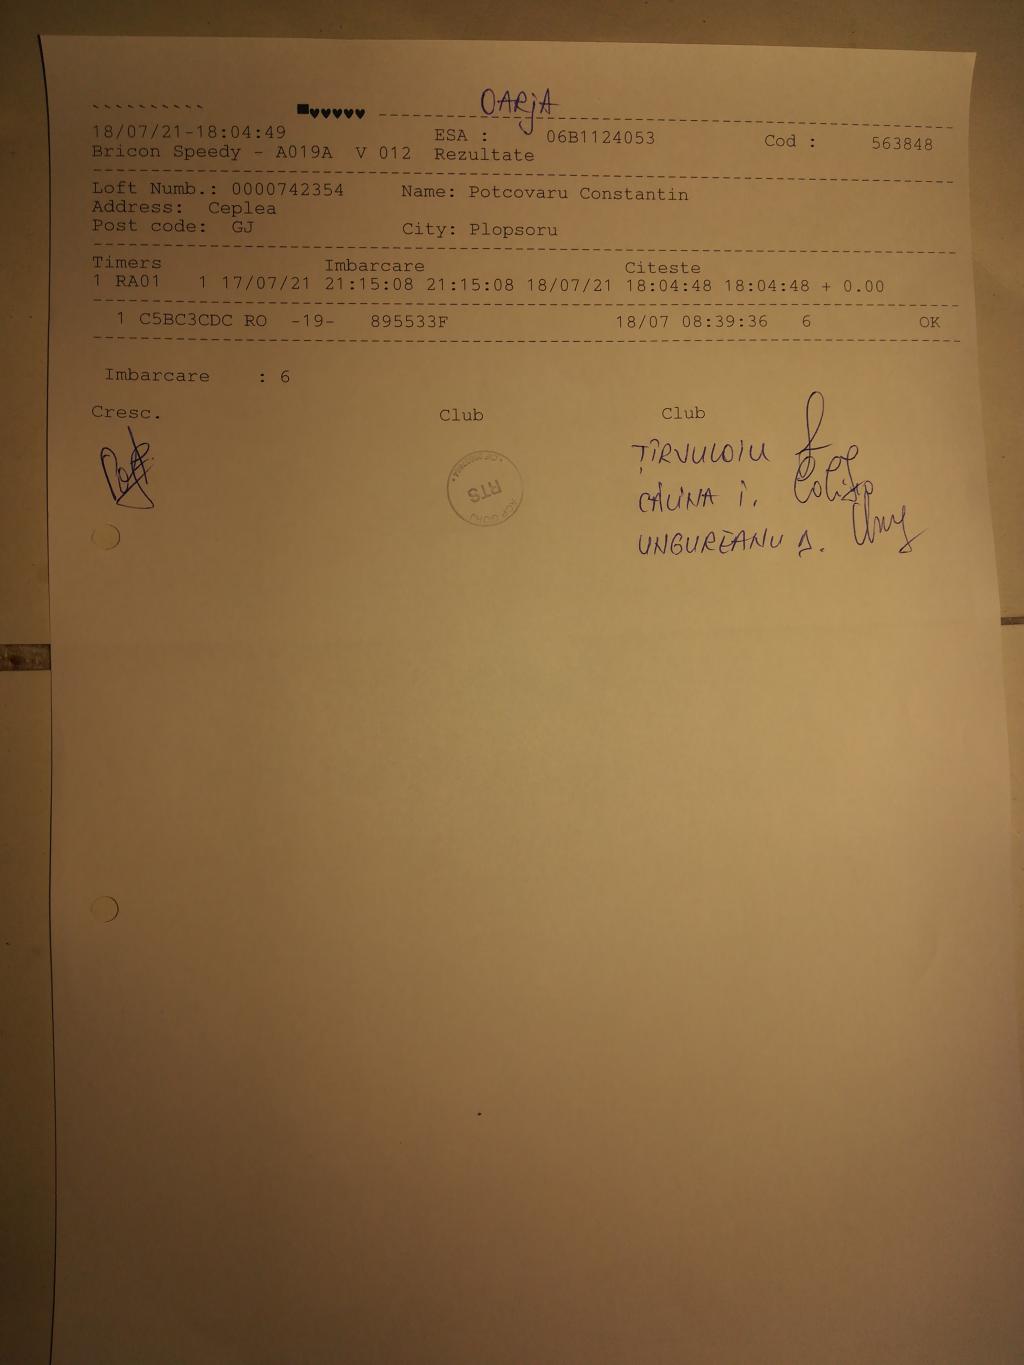 OARJA
18/07/21-18:04:49 ESA : 06B1124053 Cod : 563848
Bricon Speedy - A019A V 012 Rezultate
Loft Numb.: 0000742354 Name: Potcovaru Constantin
Address: Ceplea
Post code: GJ City: Plopsoru
Timers Imbarcare Citeste
1 RA01 1 17/07/21 21:15:08 21:15:08 18/07/21 18:04:48 18:04:48 + 0.00
1 C5BC3CDC RO -19- 895533F 18/07 08:39:36 6 OK
Imbarcare : 6
Cresc. Club Club
ȚÎRVULOIU
CĂLINA I.
UNGUREANU D.
RTS